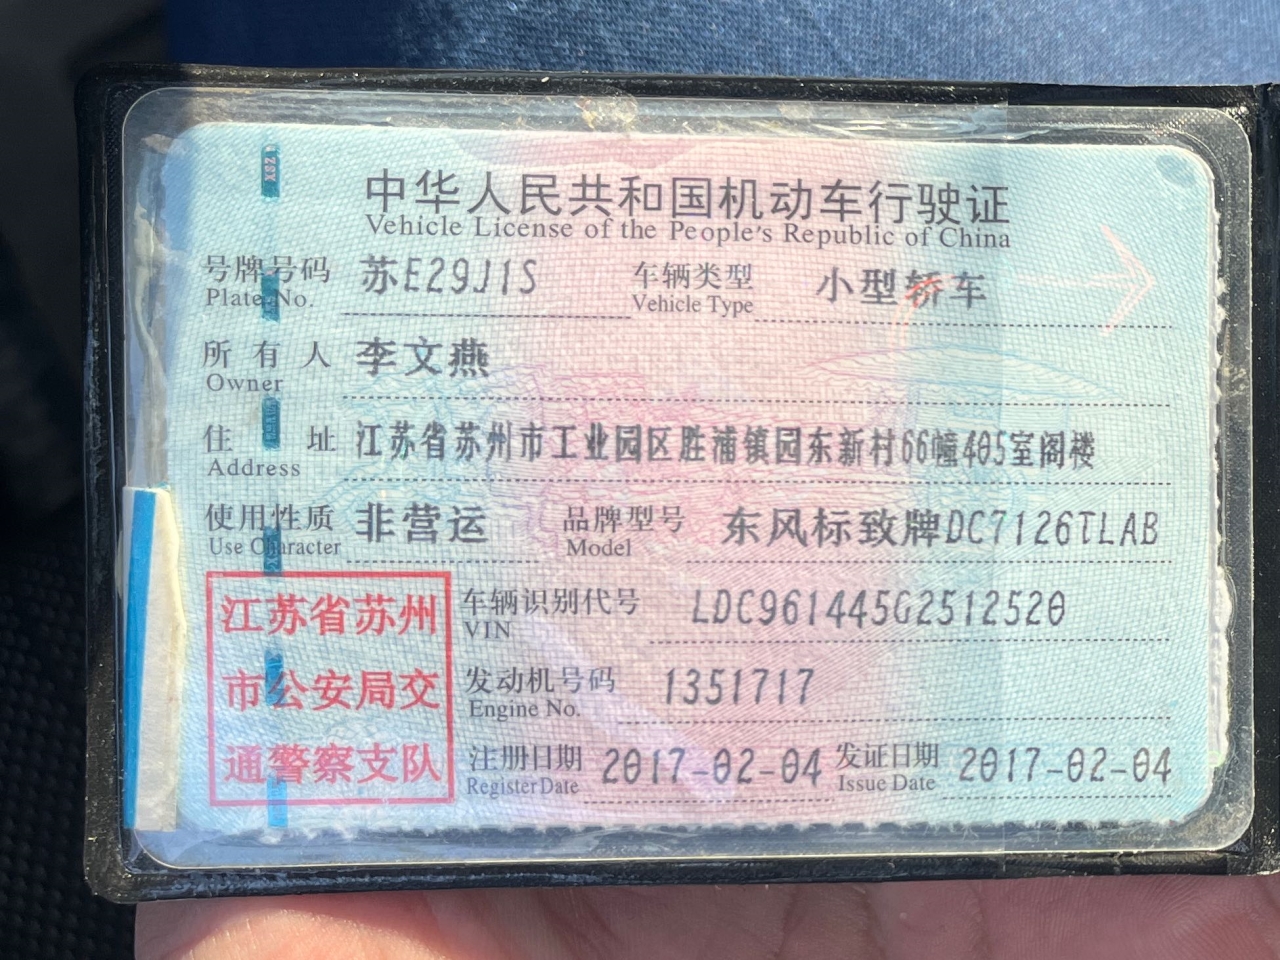 中华人民共和国机动车行驶证
Vehicle License of the People's Republic of China
号牌号码 苏E29J1S 车辆类型 小型轿车
Plate No. Vehicle Type
所有人 李文燕
Owner
住址 江苏省苏州市工业园区胜浦镇园东新村66幢405室阁楼
Address
使用性质 非营运 品牌型号 东风标致牌DC7126TLAB
Use Character Model
江苏省苏州
市公安局交
通警察支队
车辆识别代号 LDC961445G2512520
VIN
发动机号码 1351717
Engine No.
注册日期 2017-02-04 发证日期 2017-02-04
Register Date Issue Date